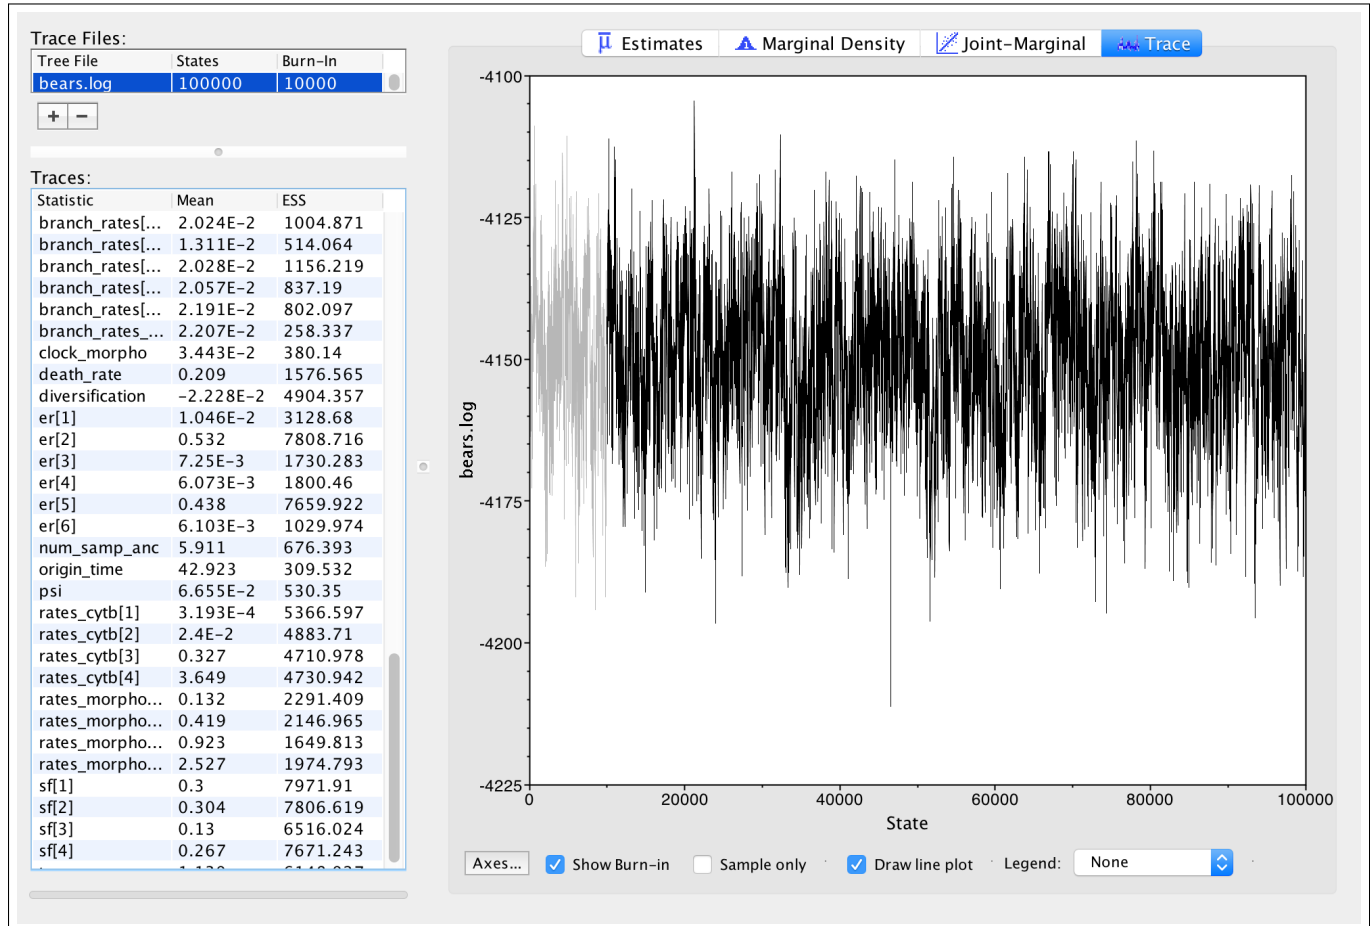 Trace Files:
Tree File States Burn-In
bears.log 100000 10000
+ −
Traces:
Statistic Mean ESS
branch_rates[... 2.024E-2 1004.871
branch_rates[... 1.311E-2 514.064
branch_rates[... 2.028E-2 1156.219
branch_rates[... 2.057E-2 837.19
branch_rates[... 2.191E-2 802.097
branch_rates_... 2.207E-2 258.337
clock_morpho 3.443E-2 380.14
death_rate 0.209 1576.565
diversification -2.228E-2 4904.357
er[1] 1.046E-2 3128.68
er[2] 0.532 7808.716
er[3] 7.25E-3 1730.283
er[4] 6.073E-3 1800.46
er[5] 0.438 7659.922
er[6] 6.103E-3 1029.974
num_samp_anc 5.911 676.393
origin_time 42.923 309.532
psi 6.655E-2 530.35
rates_cytb[1] 3.193E-4 5366.597
rates_cytb[2] 2.4E-2 4883.71
rates_cytb[3] 0.327 4710.978
rates_cytb[4] 3.649 4730.942
rates_morpho... 0.132 2291.409
rates_morpho... 0.419 2146.965
rates_morpho... 0.923 1649.813
rates_morpho... 2.527 1974.793
sf[1] 0.3 7971.91
sf[2] 0.304 7806.619
sf[3] 0.13 6516.024
sf[4] 0.267 7671.243
μ Estimates Marginal Density Joint-Marginal Trace
-4100
-4125
-4150
bears.log
-4175
-4200
-4225
0 20000 40000 60000 80000 100000
State
Axes... Show Burn-in Sample only Draw line plot Legend: None